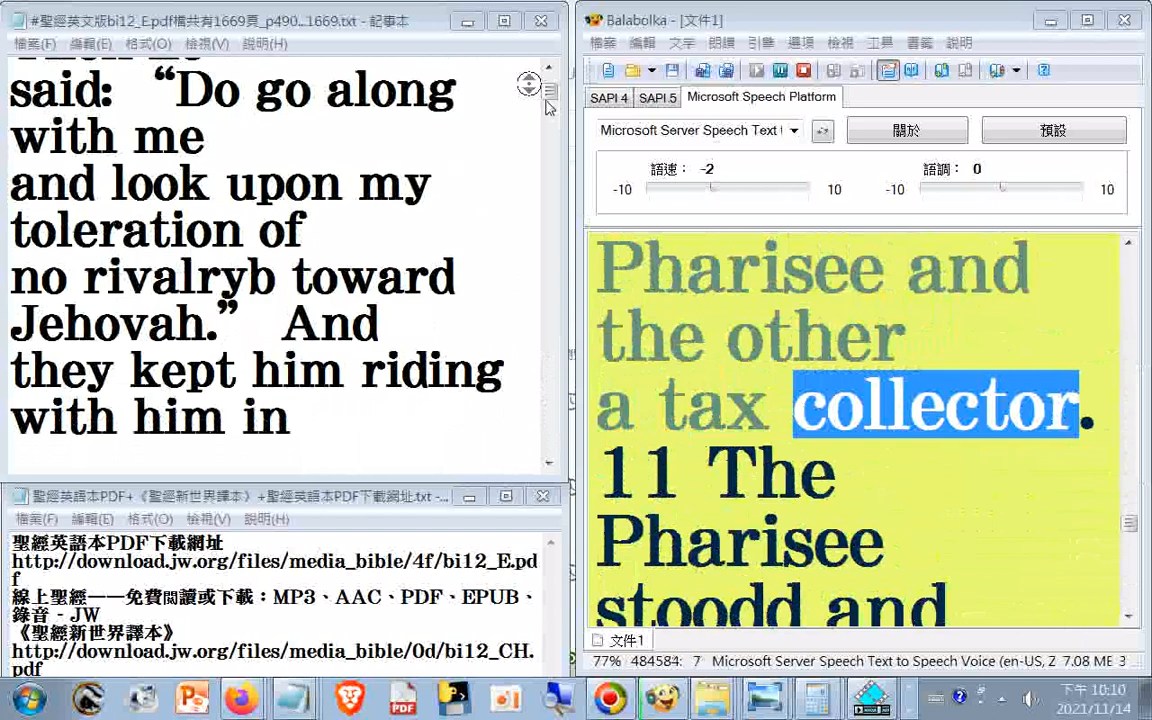 #聖經英文版bi12_E.pdf檔共有1669頁_p490..._1669.txt - 記事本
檔案(F) 編輯(E) 格式(O) 檢視(V) 說明(H)
said: “Do go along
with me
and look upon my
toleration of
no rivalryb toward
Jehovah.” And
they kept him riding
with him in
聖經英語本PDF+《聖經新世界譯本》+聖經英語本PDF下載網址.txt -...
檔案(F) 編輯(E) 格式(O) 檢視(V) 說明(H)
聖經英語本PDF下載網址
http://download.jw.org/files/media_bible/4f/bi12_E.pd
f
線上聖經——免費閱讀或下載：MP3、AAC、PDF、EPUB、
錄音 - JW
《聖經新世界譯本》
http://download.jw.org/files/media_bible/0d/bi12_CH.
pdf
Balabolka - [文件1]
檔案 編輯 文字 朗讀 引擎 選項 檢視 工具 書籤 說明
SAPI 4 SAPI 5 Microsoft Speech Platform
Microsoft Server Speech Text 關於 預設
語速： -2 語調： 0
-10 10 -10 10
Pharisee and
the other
a tax collector.
11 The
Pharisee
stoodd and
文件1
77% 484584: 7 Microsoft Server Speech Text to Speech Voice (en-US, Z 7.08 ME 3
下午 10:10
2021/11/14